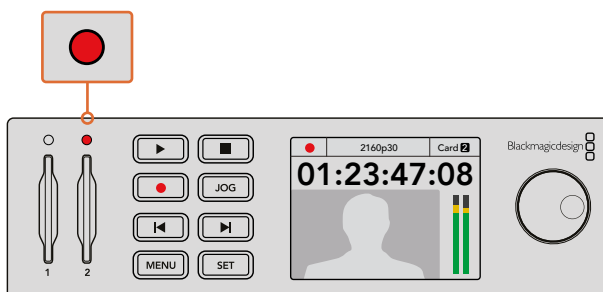 2160p30 Card 2
Blackmagicdesign
01:23:47:08
JOG
1 2
MENU SET